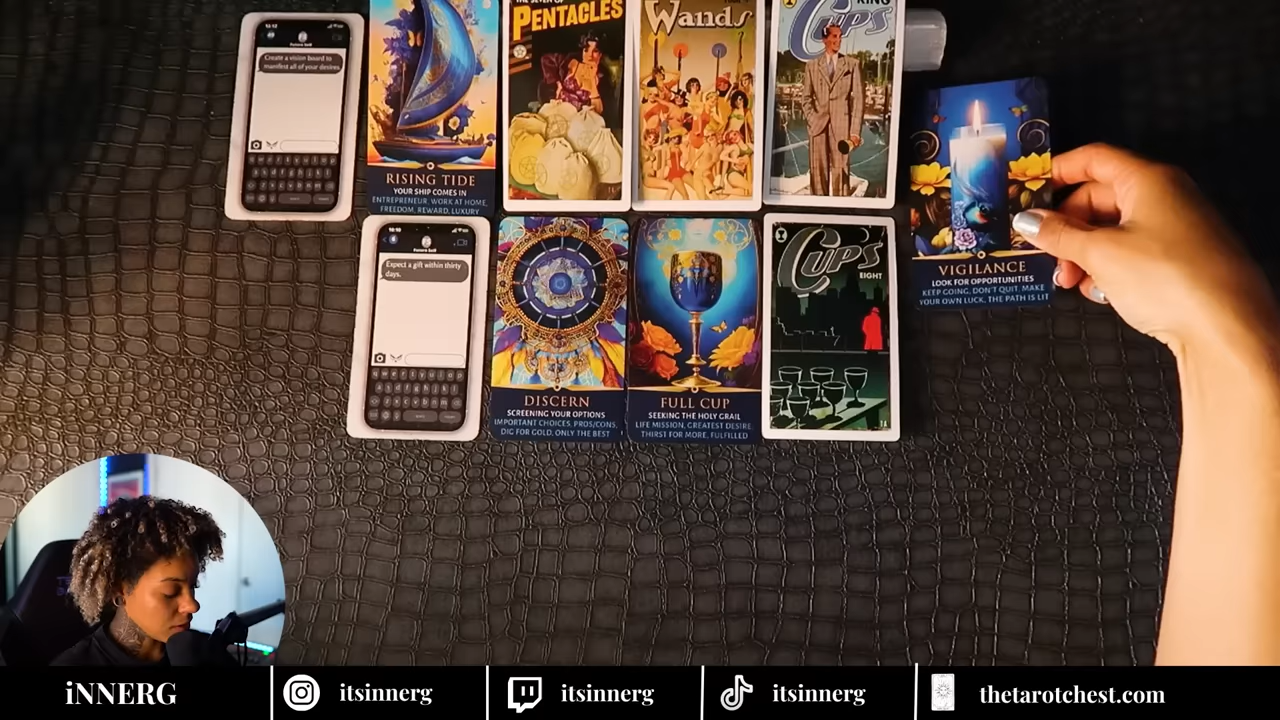 Create a vision board to
manifest all of your desires
RISING TIDE
YOUR SHIP COMES IN
ENTREPRENEUR, WORK AT HOME,
FREEDOM, REWARD, LUXURY
THE SEVEN OF
PENTACLES
Wands
KING
CUPS
VIGILANCE
LOOK FOR OPPORTUNITIES
KEEP GOING, DON'T QUIT, MAKE
YOUR OWN LUCK, THE PATH IS LIT
Future Self
Expect a gift within thirty
days.
DISCERN
SCREENING YOUR OPTIONS
IMPORTANT CHOICES, PROS/CONS,
DIG FOR GOLD, ONLY THE BEST
FULL CUP
SEEKING THE HOLY GRAIL
LIFE MISSION, GREATEST DESIRE,
THIRST FOR MORE, FULFILLED
CUPS
EIGHT
iNNERG
itsinnerg
itsinnerg
itsinnerg
thetarotchest.com